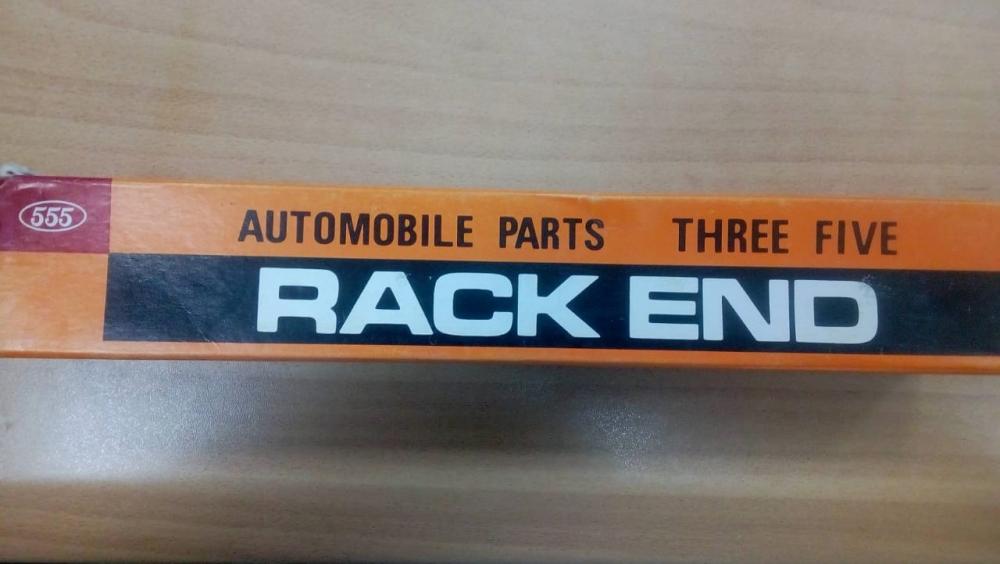 555
AUTOMOBILE PARTS THREE FIVE
RACK END